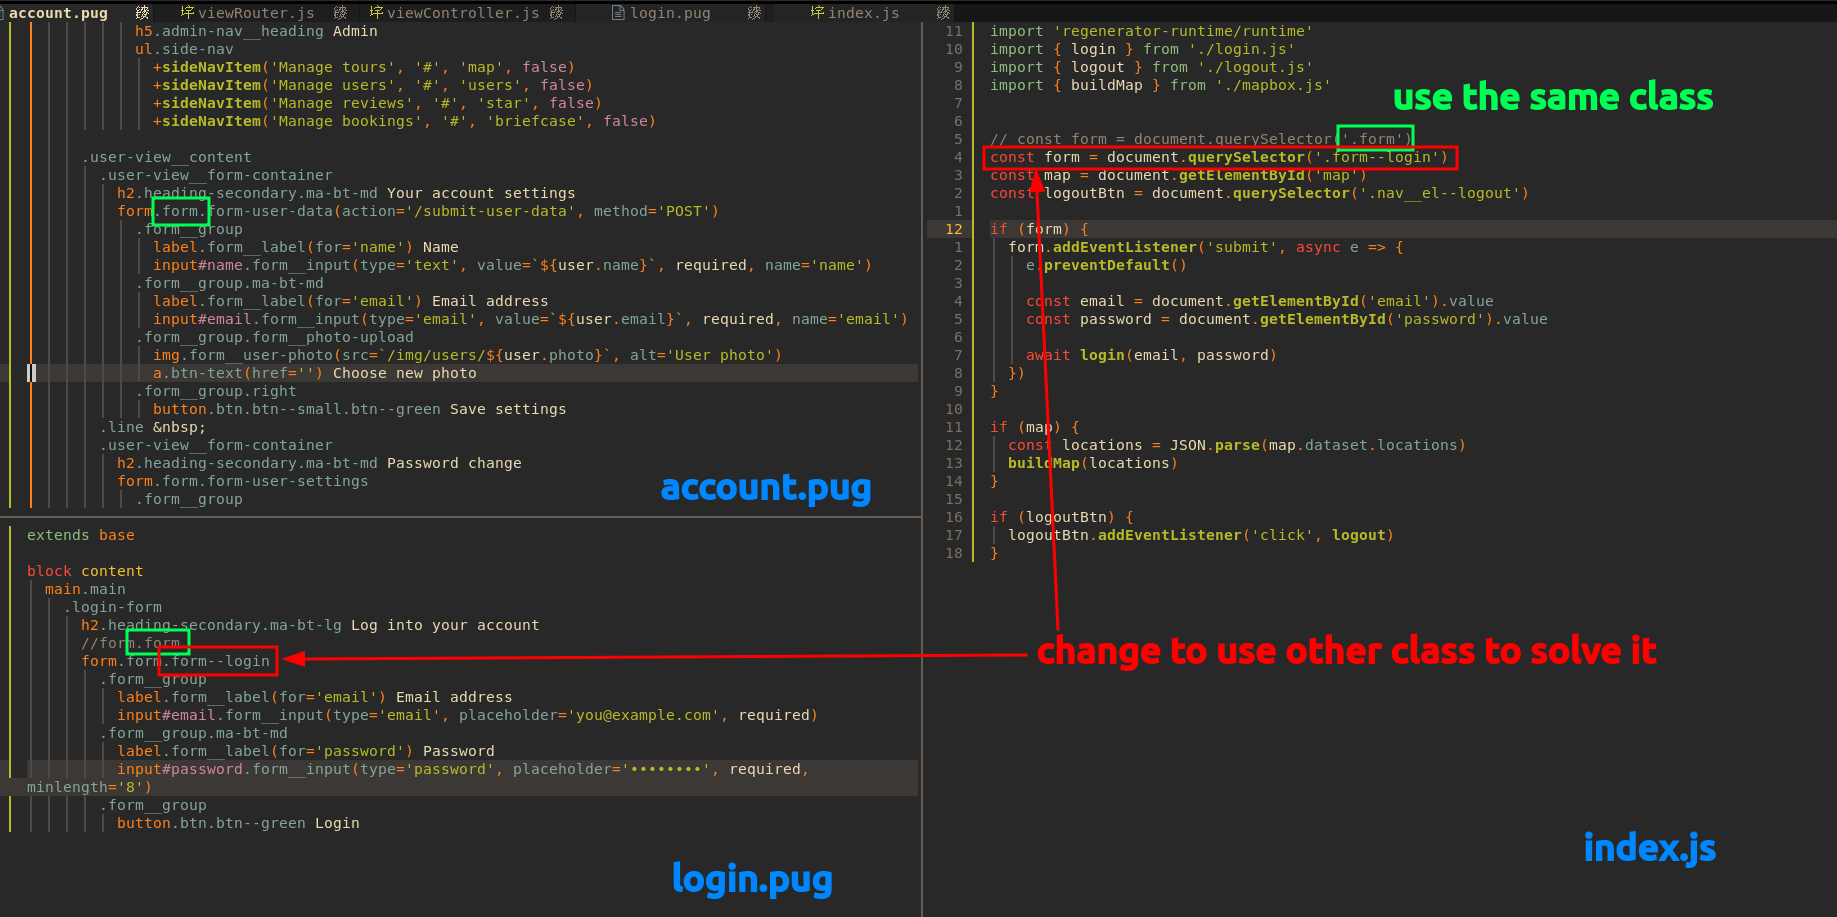 account.pug viewRouter.js viewController.js login.pug index.js
h5.admin-nav__heading Admin
ul.side-nav
+sideNavItem('Manage tours', '#', 'map', false)
+sideNavItem('Manage users', '#', 'users', false)
+sideNavItem('Manage reviews', '#', 'star', false)
+sideNavItem('Manage bookings', '#', 'briefcase', false)
.user-view__content
.user-view__form-container
h2.heading-secondary.ma-bt-md Your account settings
form.form.form-user-data(action='/submit-user-data', method='POST')
.form__group
label.form__label(for='name') Name
input#name.form__input(type='text', value=`${user.name}`, required, name='name')
.form__group.ma-bt-md
label.form__label(for='email') Email address
input#email.form__input(type='email', value=`${user.email}`, required, name='email')
.form__group.form__photo-upload
img.form__user-photo(src=`/img/users/${user.photo}`, alt='User photo')
a.btn-text(href='') Choose new photo
.form__group.right
button.btn.btn--small.btn--green Save settings
.line &nbsp;
.user-view__form-container
h2.heading-secondary.ma-bt-md Password change
form.form.form-user-settings
.form__group
account.pug
extends base
block content
main.main
.login-form
h2.heading-secondary.ma-bt-lg Log into your account
//form.form
form.form.form--login
.form__group
label.form__label(for='email') Email address
input#email.form__input(type='email', placeholder='you@example.com', required)
.form__group.ma-bt-md
label.form__label(for='password') Password
input#password.form__input(type='password', placeholder='••••••••', required,
minlength='8')
.form__group
button.btn.btn--green Login
login.pug
11 import 'regenerator-runtime/runtime'
10 import { login } from './login.js'
9 import { logout } from './logout.js'
8 import { buildMap } from './mapbox.js'
use the same class
7
6
5 // const form = document.querySelector('.form')
4 const form = document.querySelector('.form--login')
3 const map = document.getElementById('map')
2 const logoutBtn = document.querySelector('.nav__el--logout')
1
12 if (form) {
1 form.addEventListener('submit', async e => {
2 e.preventDefault()
3
4 const email = document.getElementById('email').value
5 const password = document.getElementById('password').value
6
7 await login(email, password)
8 })
9 }
10
11 if (map) {
12 const locations = JSON.parse(map.dataset.locations)
13 buildMap(locations)
14 }
15
16 if (logoutBtn) {
17 logoutBtn.addEventListener('click', logout)
18 }
change to use other class to solve it
index.js